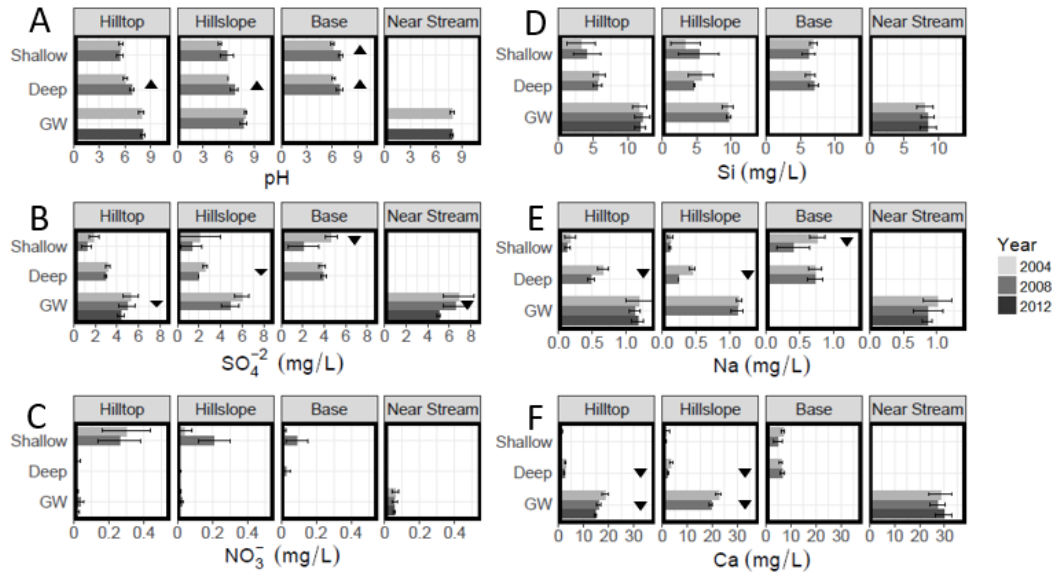 A
Hilltop Hillslope Base Near Stream
Shallow
Deep
GW
0 3 6 9 0 3 6 9 0 3 6 9 0 3 6 9
pH
B
Hilltop Hillslope Base Near Stream
Shallow
Deep
GW
0 2 4 6 8 0 2 4 6 8 0 2 4 6 8 0 2 4 6 8
SO₄⁻² (mg/L)
C
Hilltop Hillslope Base Near Stream
Shallow
Deep
GW
0 0.2 0.4 0 0.2 0.4 0 0.2 0.4 0 0.2 0.4
NO₃⁻ (mg/L)
D
Hilltop Hillslope Base Near Stream
Shallow
Deep
GW
0 5 10 0 5 10 0 5 10 0 5 10
Si (mg/L)
E
Hilltop Hillslope Base Near Stream
Shallow
Deep
GW
0.0 0.5 1.0 0.0 0.5 1.0 0.0 0.5 1.0 0.0 0.5 1.0
Na (mg/L)
F
Hilltop Hillslope Base Near Stream
Shallow
Deep
GW
0 10 20 30 0 10 20 30 0 10 20 30 0 10 20 30
Ca (mg/L)
Year
2004
2008
2012